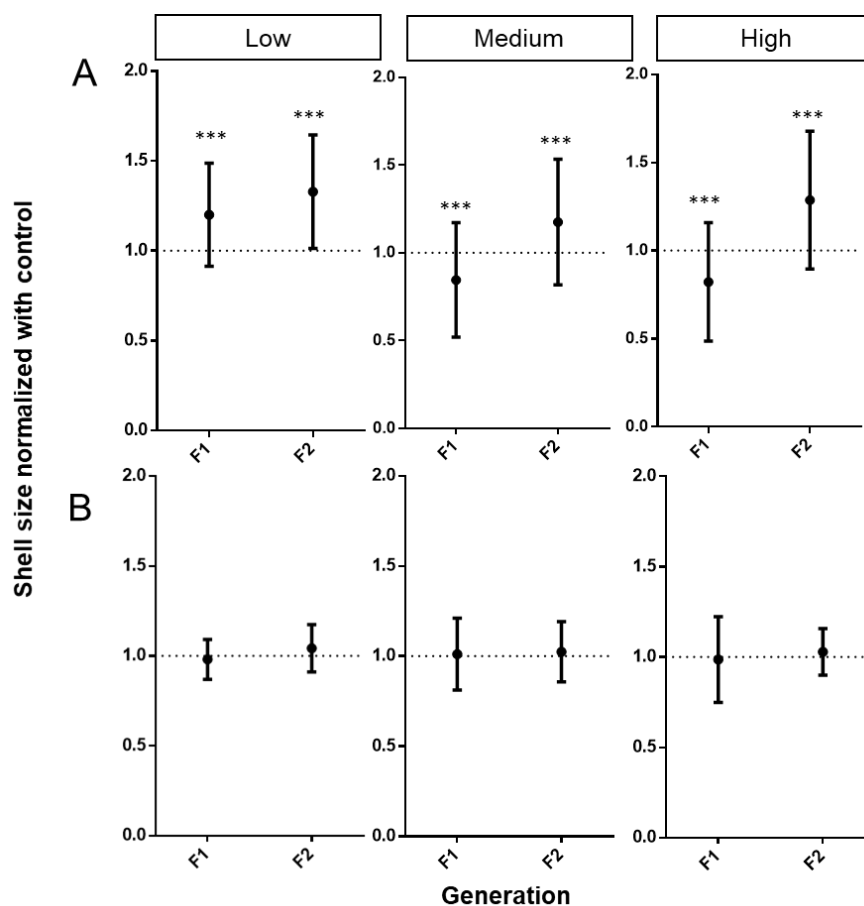 Low Medium High
A
2.0 2.0 2.0
*** *** *** *** *** ***
1.5 1.5 1.5
1.0 1.0 1.0
0.5 0.5 0.5
0.0 0.0 0.0
F1 F2 F1 F2 F1 F2
Shell size normalized with control
B
2.0 2.0 2.0
1.5 1.5 1.5
1.0 1.0 1.0
0.5 0.5 0.5
0.0 0.0 0.0
F1 F2 F1 F2 F1 F2
Generation